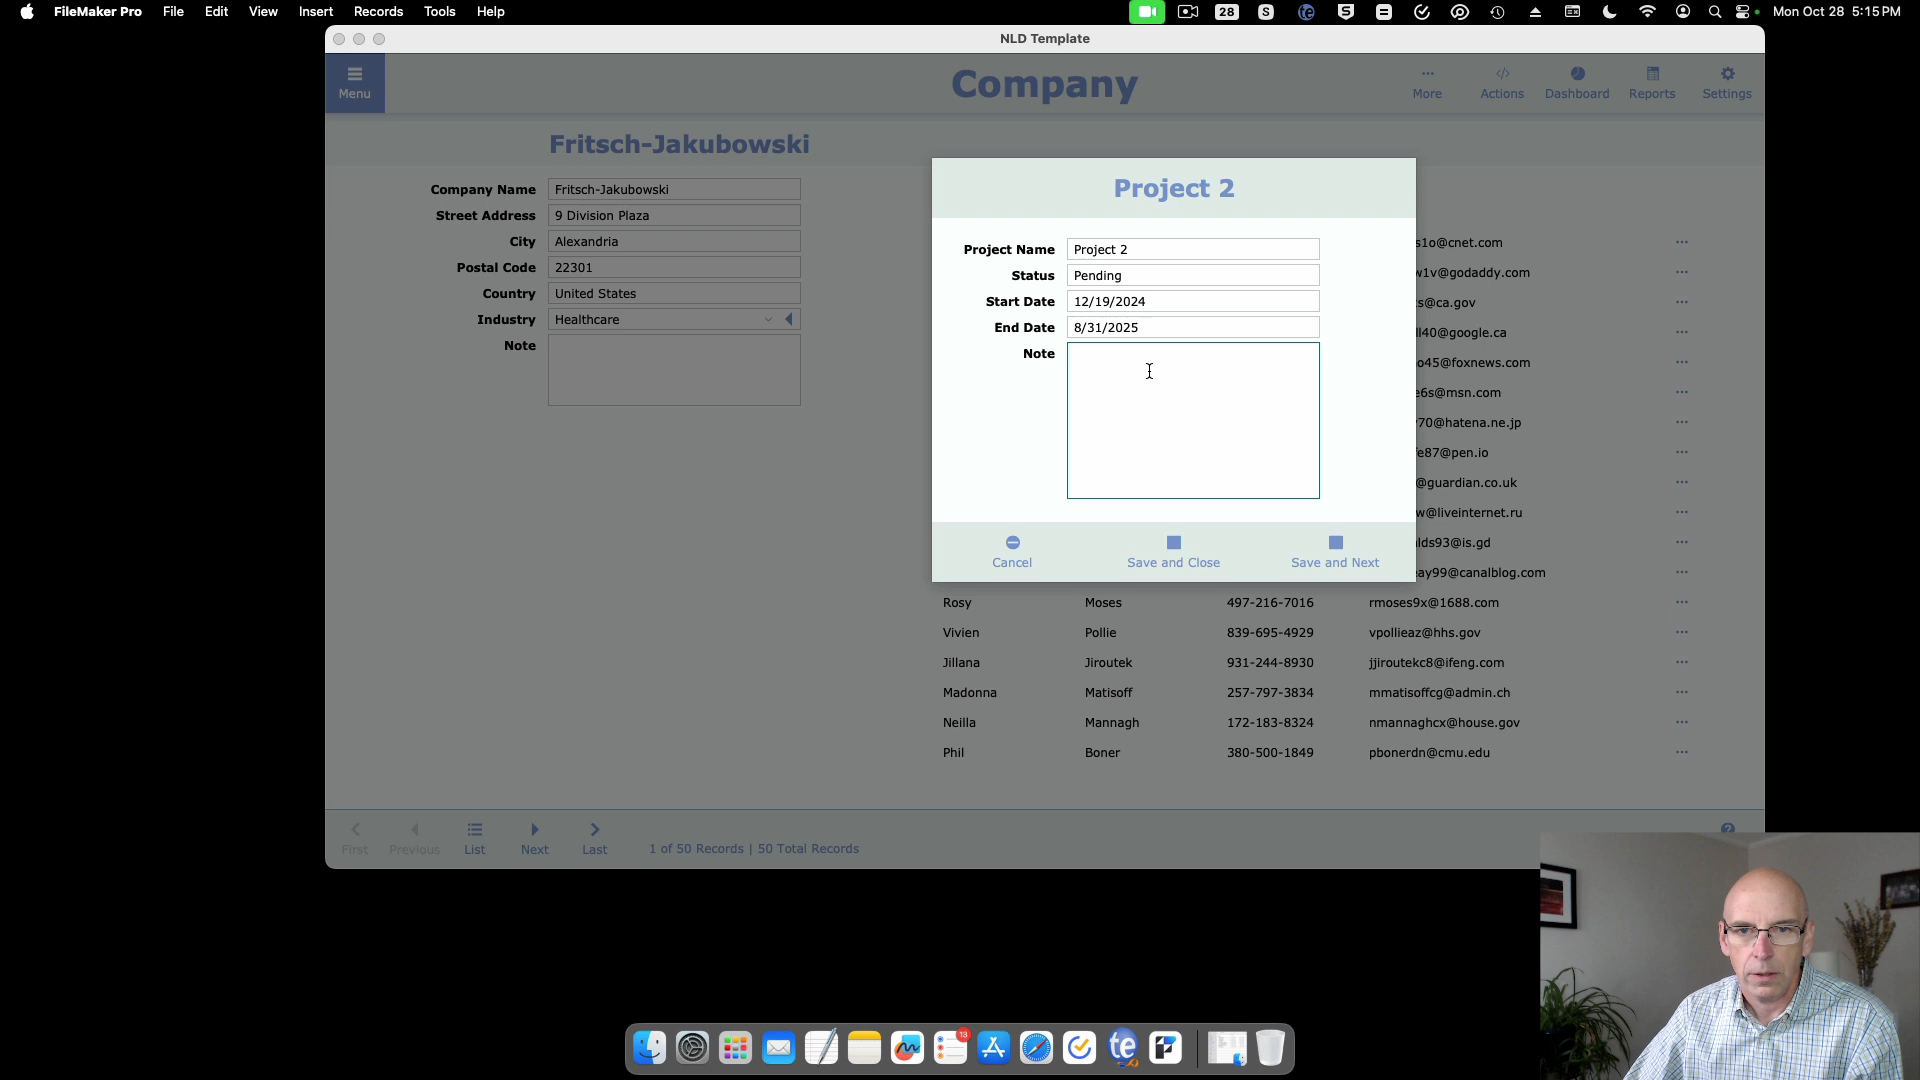 FileMaker Pro File Edit View Insert Records Tools Help
28 S te Mon Oct 28 5:15 PM
NLD Template
Menu
Company
More Actions Dashboard Reports Settings
Fritsch-Jakubowski
Company Name Fritsch-Jakubowski
Street Address 9 Division Plaza
City Alexandria
Postal Code 22301
Country United States
Industry Healthcare
Note
Project 2
Project Name Project 2
Status Pending
Start Date 12/19/2024
End Date 8/31/2025
Note
Cancel Save and Close Save and Next
s1o@cnet.com
w1v@godaddy.com
s@ca.gov
ll40@google.ca
o45@foxnews.com
e6s@msn.com
70@hatena.ne.jp
fe87@pen.io
@guardian.co.uk
w@liveinternet.ru
lds93@is.gd
ay99@canalblog.com
Rosy Moses 497-216-7016 rmoses9x@1688.com
Vivien Pollie 839-695-4929 vpollieaz@hhs.gov
Jillana Jiroutek 931-244-8930 jjiroutekc8@ifeng.com
Madonna Matisoff 257-797-3834 mmatisoffcg@admin.ch
Neilla Mannagh 172-183-8324 nmannaghcx@house.gov
Phil Boner 380-500-1849 pbonerdn@cmu.edu
First Previous List Next Last 1 of 50 Records | 50 Total Records
13
te